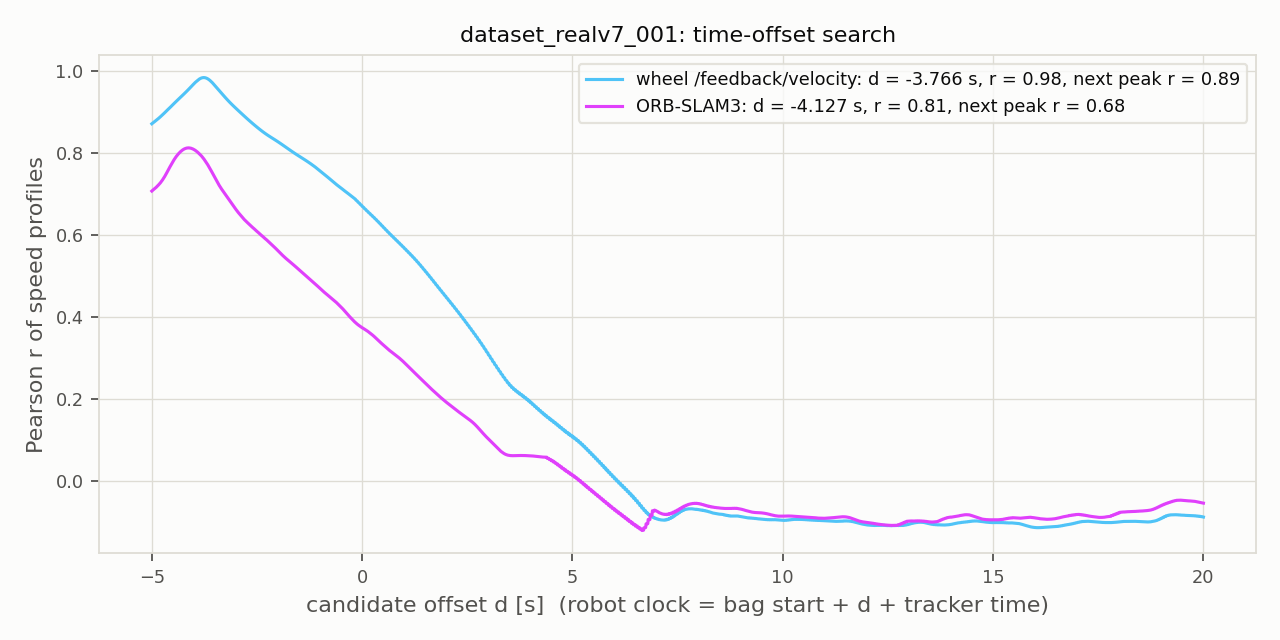 dataset_realv7_001: time-offset search
wheel /feedback/velocity: d = -3.766 s, r = 0.98, next peak r = 0.89
ORB-SLAM3: d = -4.127 s, r = 0.81, next peak r = 0.68
Pearson r of speed profiles
1.0
0.8
0.6
0.4
0.2
0.0
−5 0 5 10 15 20
candidate offset d [s]  (robot clock = bag start + d + tracker time)